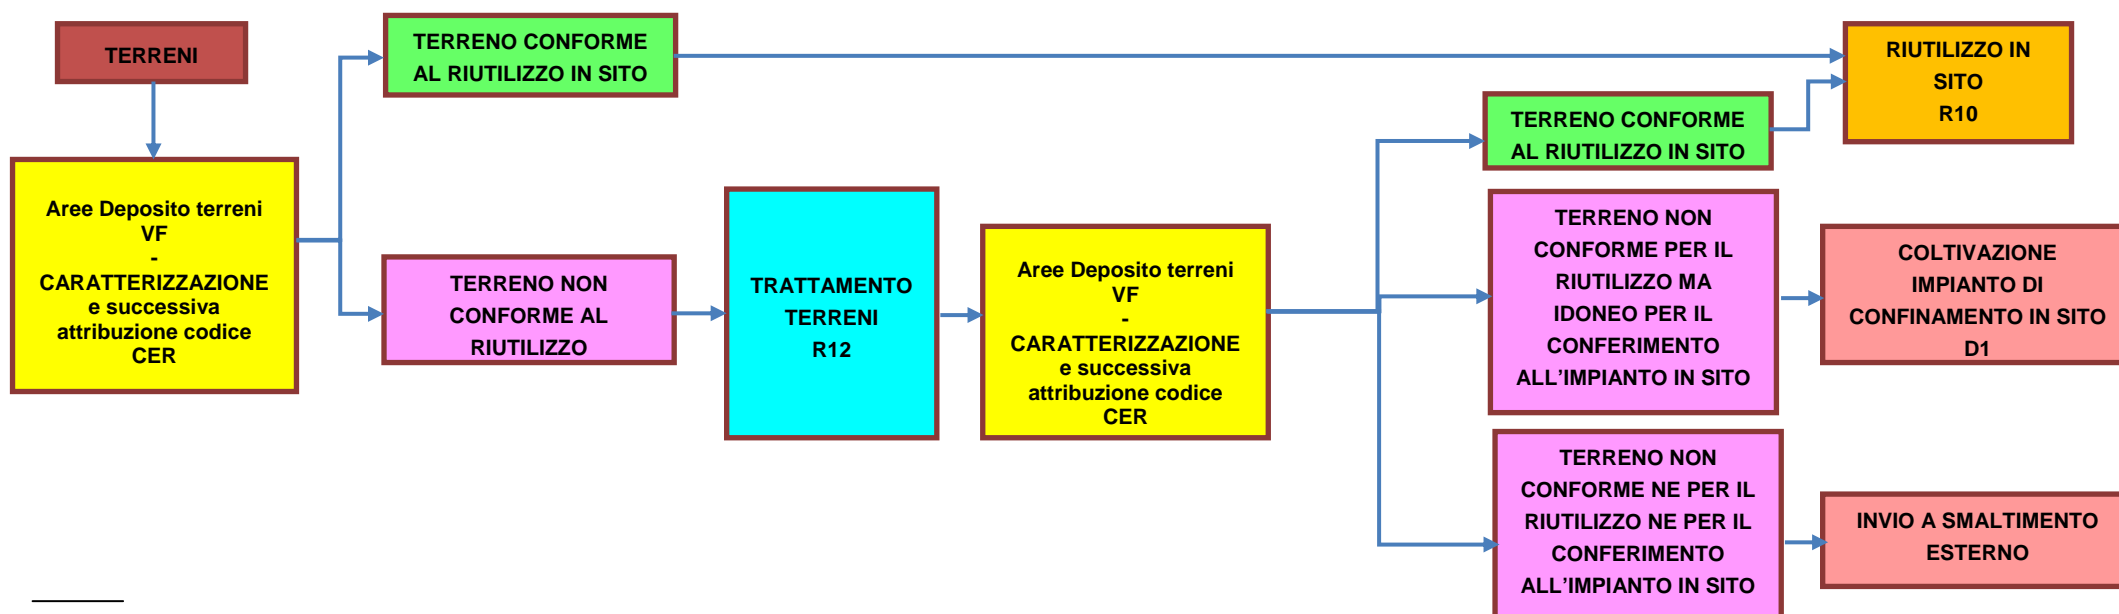 TERRENI
Aree Deposito terreni
VF
-
CARATTERIZZAZIONE
e successiva
attribuzione codice
CER
TERRENO CONFORME
AL RIUTILIZZO IN SITO
TERRENO NON
CONFORME AL
RIUTILIZZO
TRATTAMENTO
TERRENI
R12
Aree Deposito terreni
VF
-
CARATTERIZZAZIONE
e successiva
attribuzione codice
CER
TERRENO CONFORME
AL RIUTILIZZO IN SITO
RIUTILIZZO IN
SITO
R10
TERRENO NON
CONFORME PER IL
RIUTILIZZO MA
IDONEO PER IL
CONFERIMENTO
ALL’IMPIANTO IN SITO
COLTIVAZIONE
IMPIANTO DI
CONFINAMENTO IN SITO
D1
TERRENO NON
CONFORME NE PER IL
RIUTILIZZO NE PER IL
CONFERIMENTO
ALL’IMPIANTO IN SITO
INVIO A SMALTIMENTO
ESTERNO